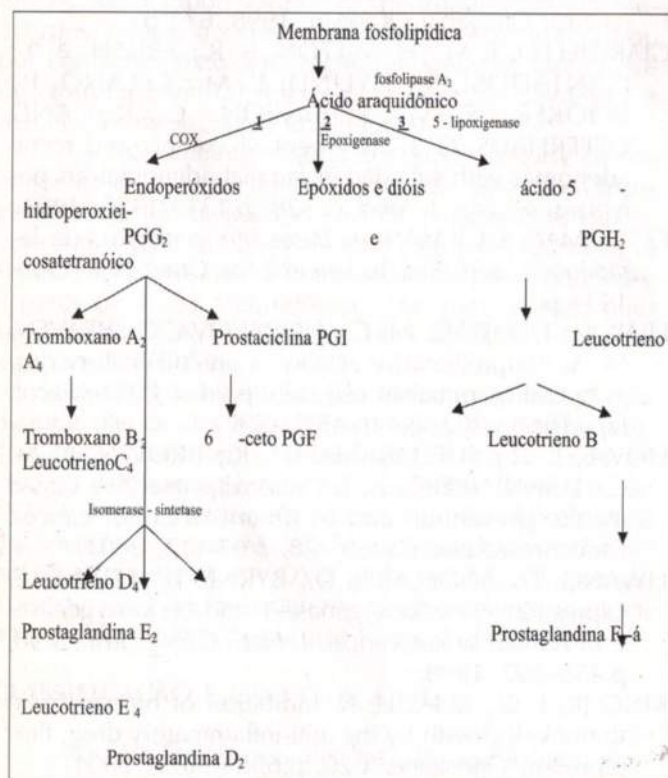 Membrana fosfolipídica
fosfolipase A₂
Ácido araquidônico
1 2 3 5 - lipoxigenase
COX Epoxigenase
Endoperóxidos Epóxidos e dióis ácido 5
hidroperoxiei-
PGG₂ e PGH₂
cosatetranóico
Tromboxano A₂ Prostaciclina PGI Leucotrieno
A₄
Tromboxano B₂ 6 -ceto PGF Leucotrieno B
LeucotrienoC₄
Isomerase - sintetase
Leucotrieno D₄
Prostaglandina E₂ Prostaglandina F -á
Leucotrieno E₄
Prostaglandina D₂